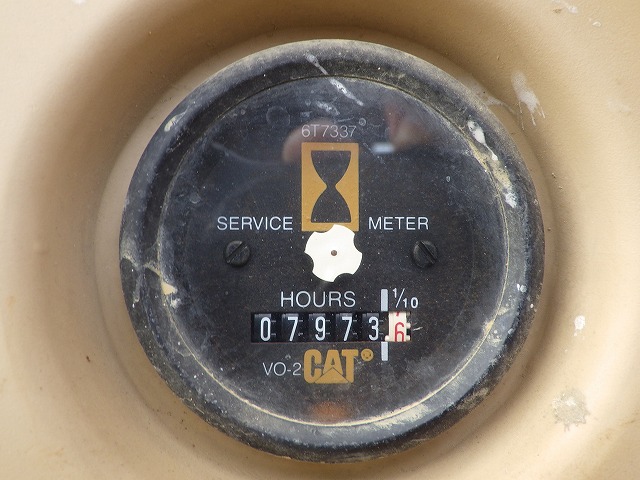 6T7337
SERVICE METER
HOURS 1/10
079736
VO-2 CAT®